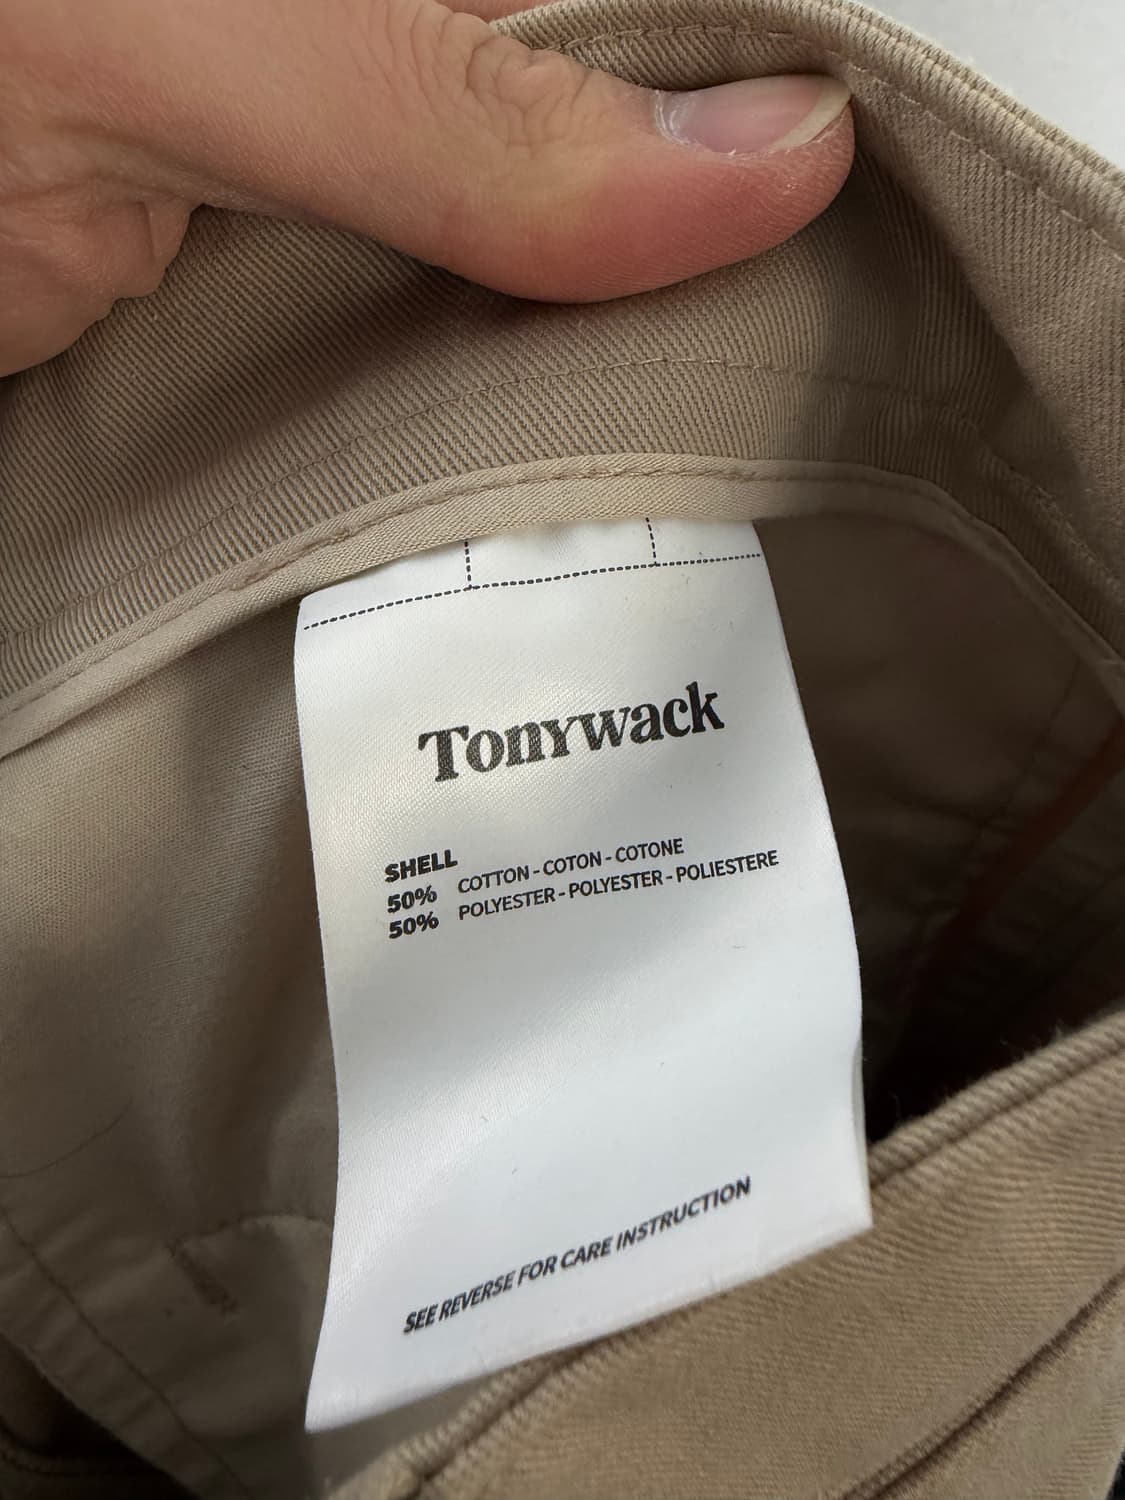 Tonywack
SHELL
50% COTTON - COTON - COTONE
50% POLYESTER - POLYESTER - POLIESTERE
SEE REVERSE FOR CARE INSTRUCTION